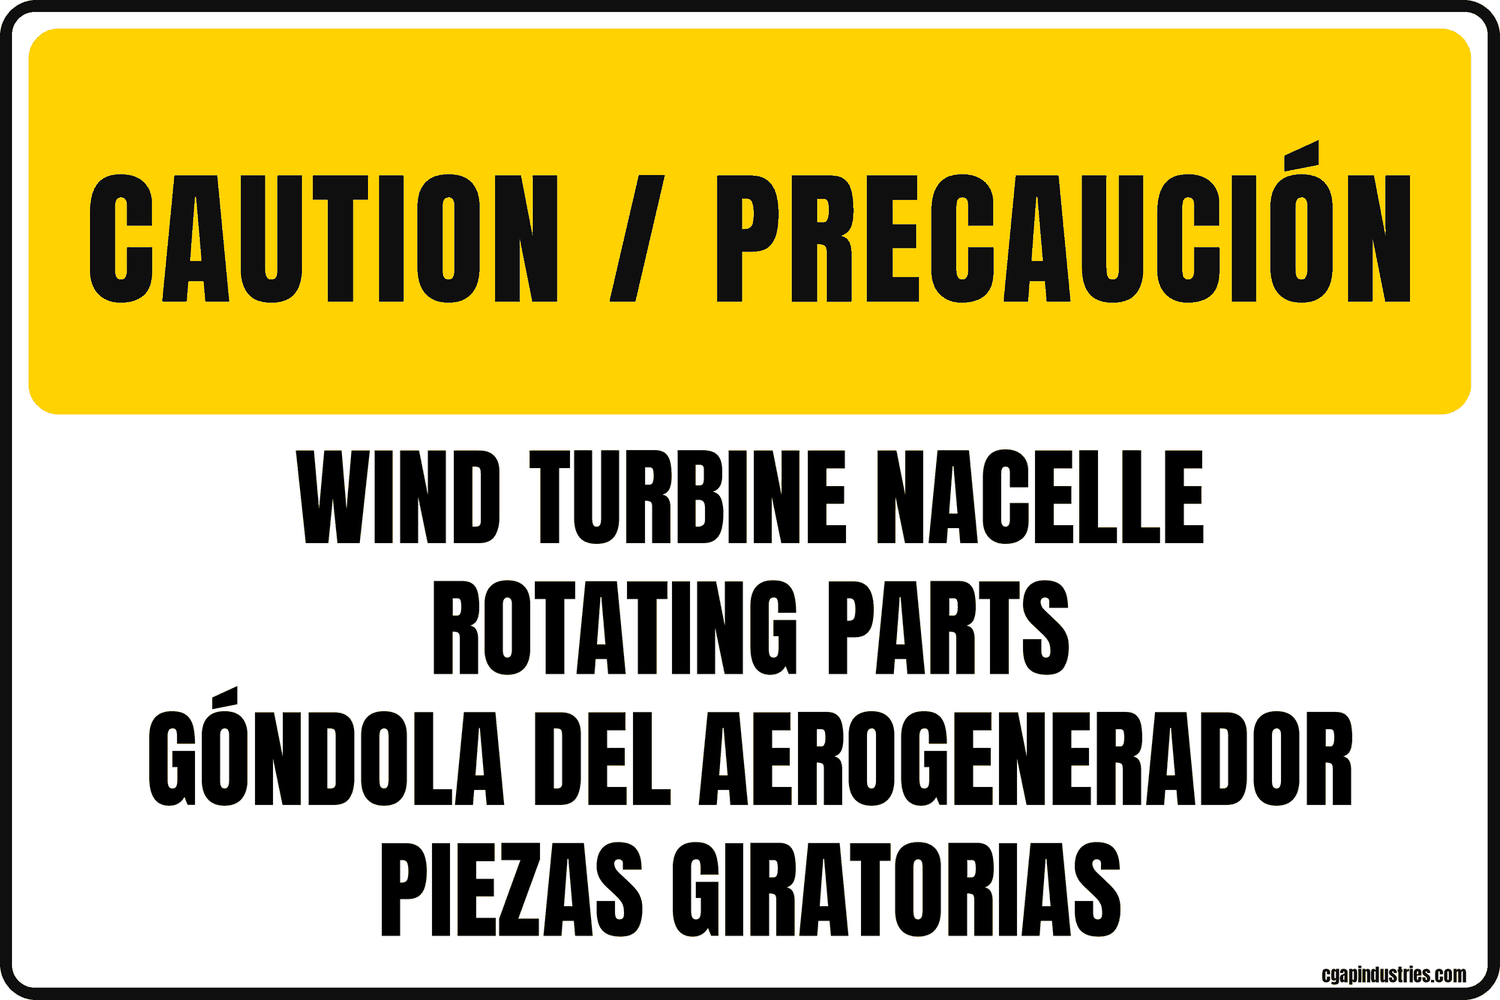 CAUTION / PRECAUCIÓN
WIND TURBINE NACELLE
ROTATING PARTS
GÓNDOLA DEL AEROGENERADOR
PIEZAS GIRATORIAS
cgapindustries.com